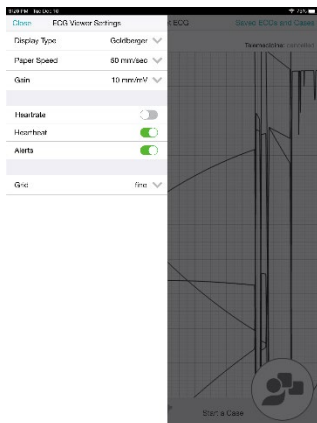 Close ECG Viewer Settings ECG Saved ECGs and Cases
Display Type Goldberger
Paper Speed 50 mm/sec
Gain 10 mm/mV
Heartrate
Heartbeat
Alerts
Grid fine
Start a Case